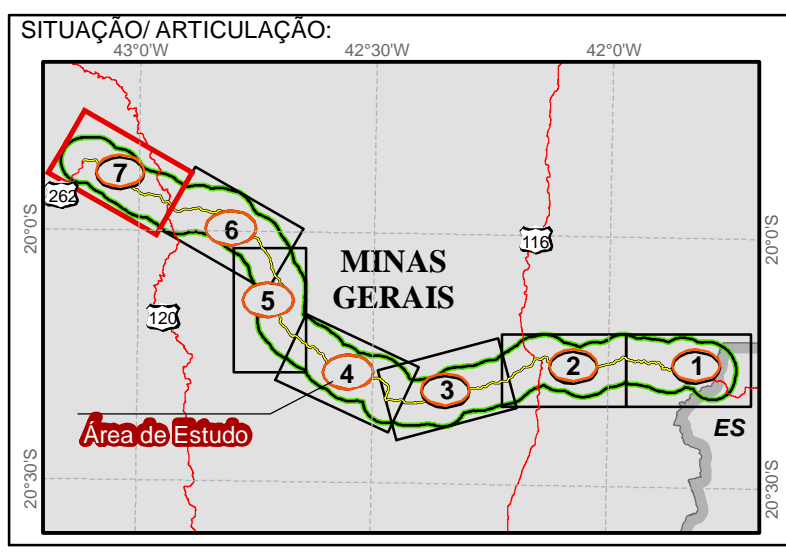 SITUAÇÃO/ ARTICULAÇÃO:
43°0'W 42°30'W 42°0'W
7
262
6
20°0'S
116
20°0'S
MINAS
GERAIS
5
120
4
3
2
1
Área de Estudo
ES
20°30'S
20°30'S